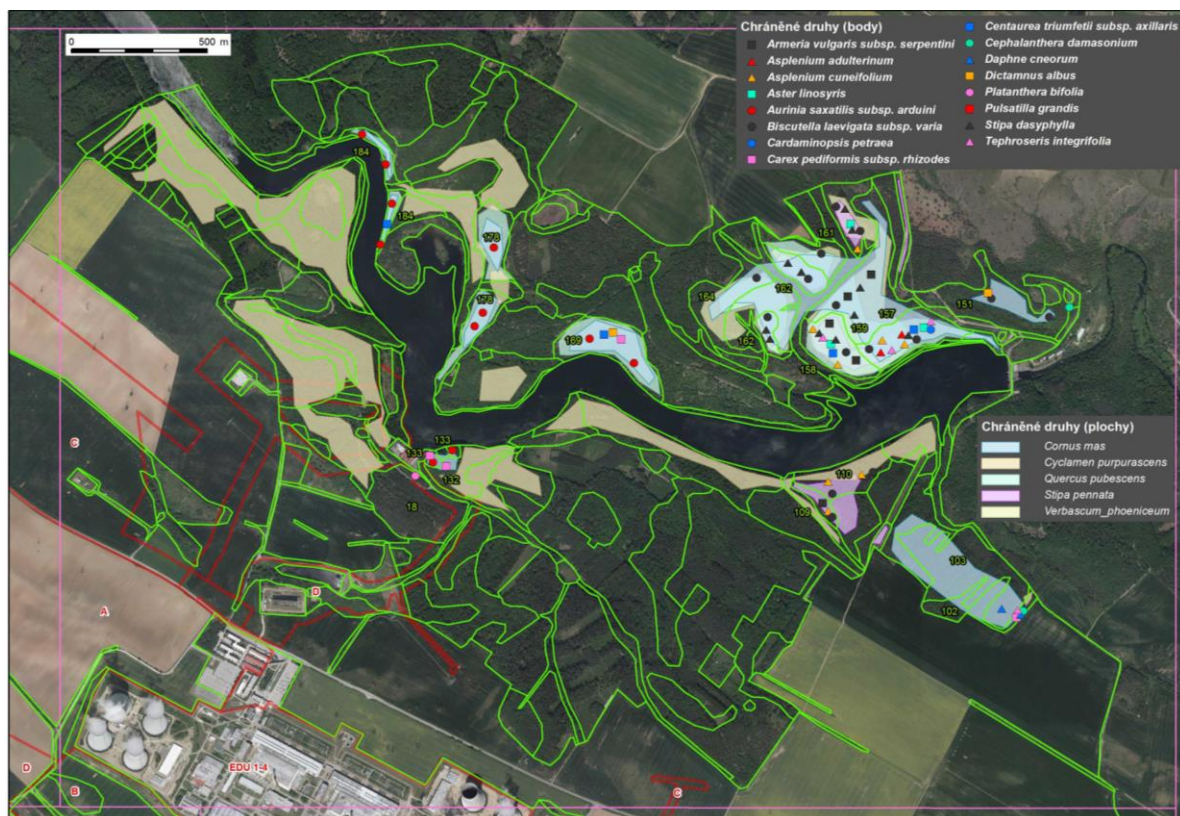 0 500 m
Chráněné druhy (body)
Armeria vulgaris subsp. serpentini
Asplenium adulterinum
Asplenium cuneifolium
Aster linosyris
Aurinia saxatilis subsp. arduini
Biscutella laevigata subsp. varia
Cardaminopsis petraea
Carex pediformis subsp. rhizodes
Centaurea triumfetii subsp. axillaris
Cephalanthera damasonium
Daphne cneorum
Dictamnus albus
Platanthera bifolia
Pulsatilla grandis
Stipa dasyphylla
Tephroseris integrifolia
184
184
178
178
161
164
162
162
157
151
159
158
169
133
133
132
18
110
109
103
102
Chráněné druhy (plochy)
Cornus mas
Cyclamen purpurascens
Quercus pubescens
Stipa pennata
Verbascum_phoeniceum
C
A
D
EDU 1-4
D
B
C